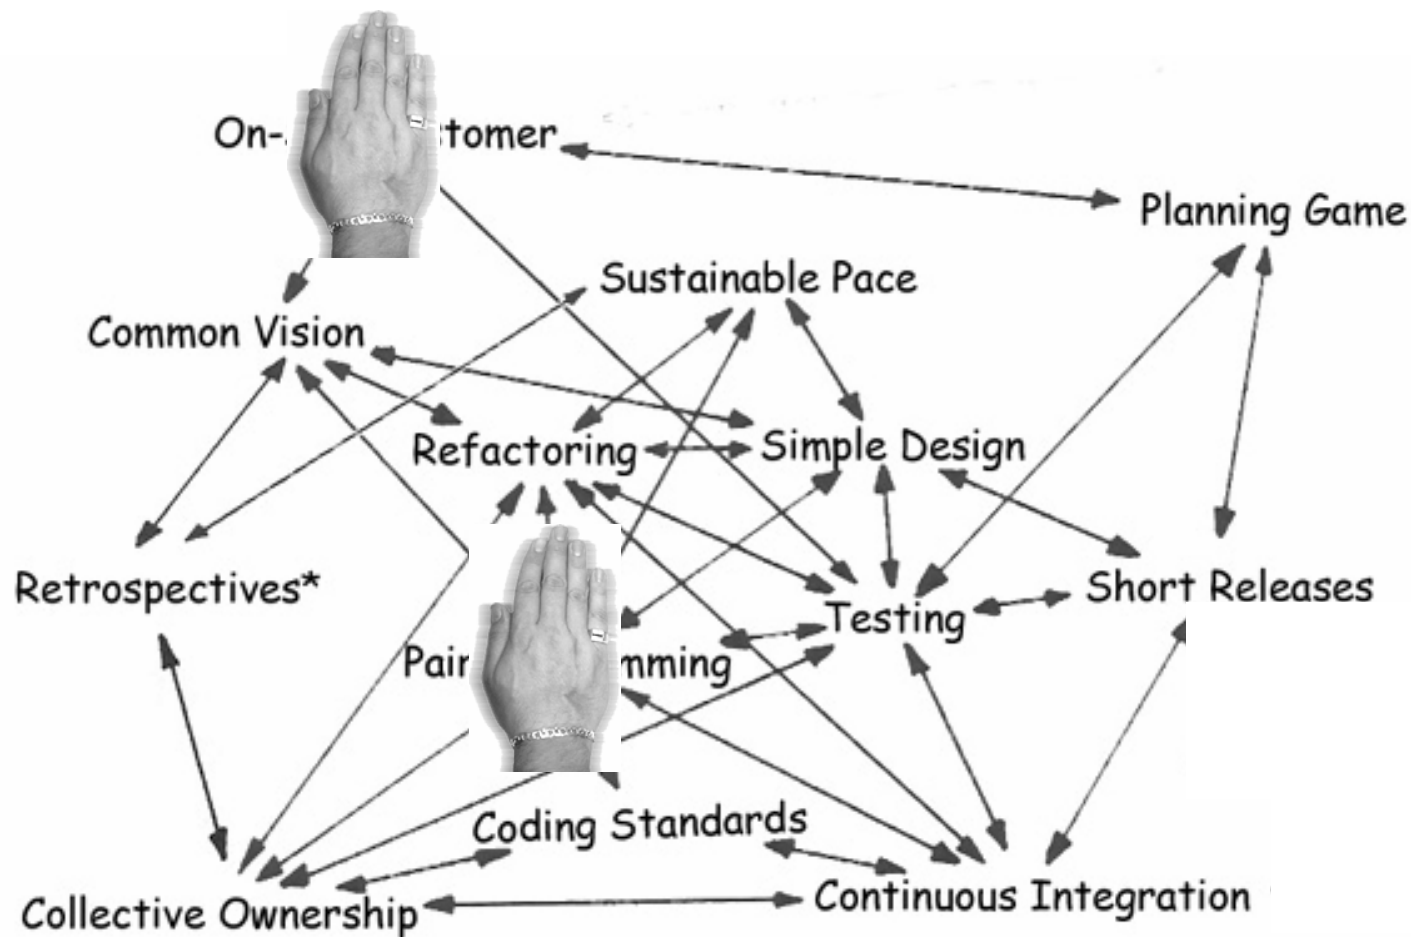 On- tomer
Planning Game
Sustainable Pace
Common Vision
Refactoring
Simple Design
Retrospectives*
Short Releases
Testing
Pair mming
Coding Standards
Continuous Integration
Collective Ownership